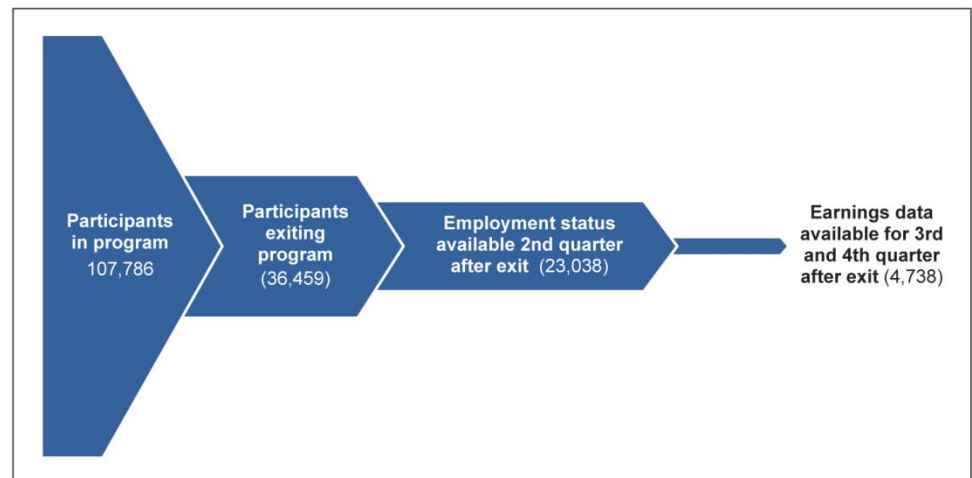 Participants
in program
107,786
Participants
exiting
program
(36,459)
Employment status
available 2nd quarter
after exit (23,038)
Earnings data
available for 3rd
and 4th quarter
after exit (4,738)